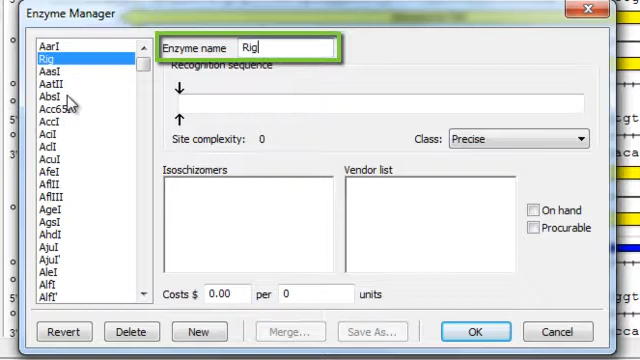 Enzyme Manager
Enzyme name
Rig
Recognition sequence
Site complexity: 0
Class: Precise
Isoschizomers
Vendor list
On hand
Procurable
Costs $ 0.00 per 0 units
AarI
Rig
AasI
AatII
AbsI
Acc65
AccI
AciI
AclI
AcuI
AfeI
AflII
AflIII
AgeI
AgsI
AhdI
AjuI
AjuI'
AleI
AlfI
AlfI'
Revert
Delete
New
Merge...
Save As...
OK
Cancel